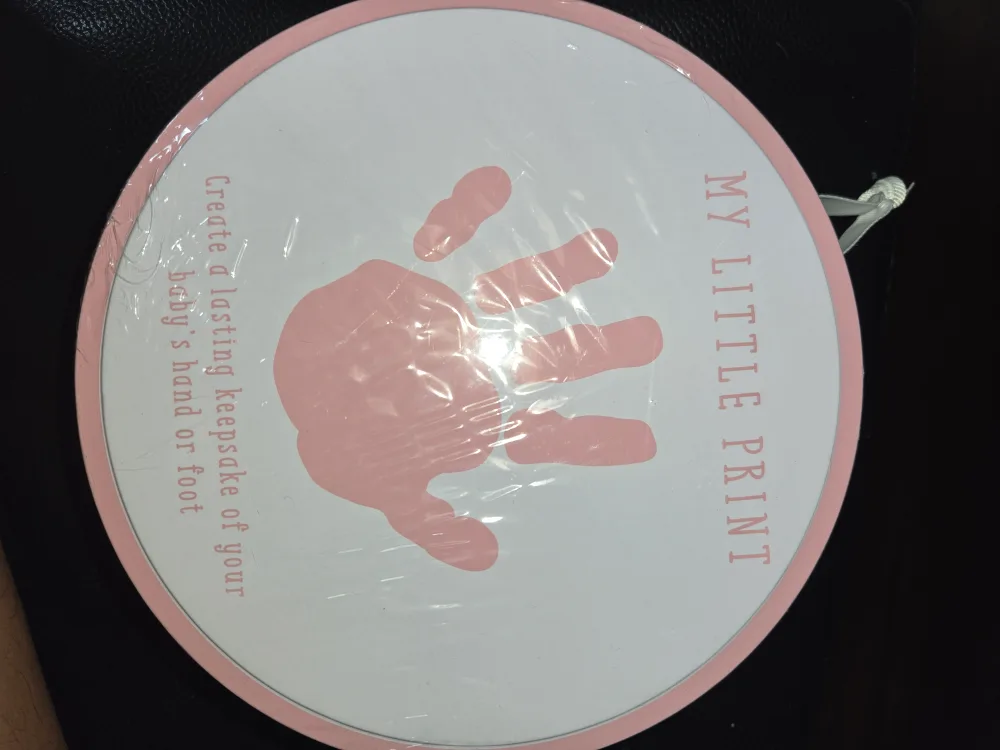 MY LITTLE PRINT
Create a lasting keepsake of your
baby's hand or foot